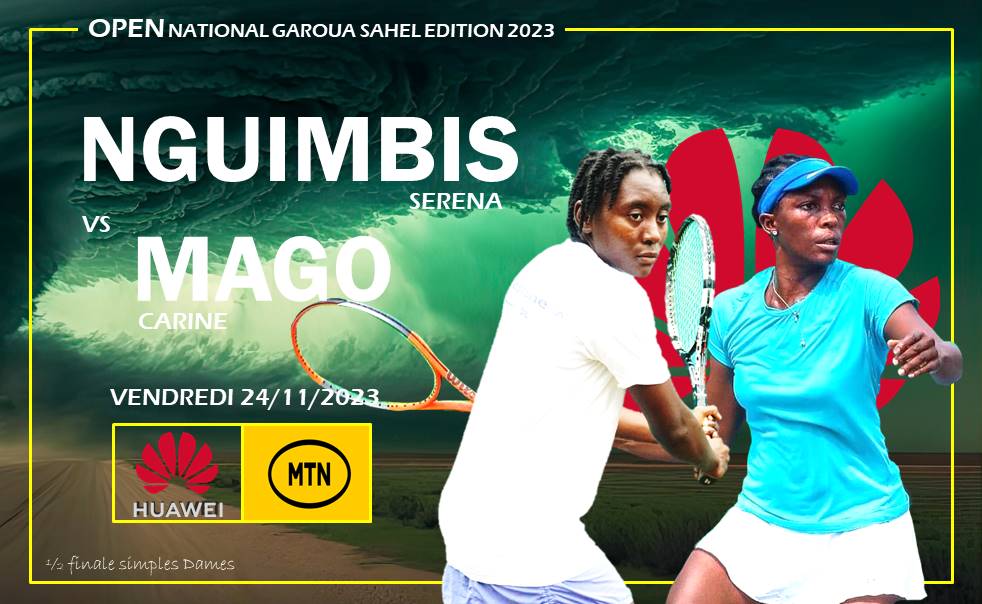 OPEN NATIONAL GAROUA SAHEL EDITION 2023
NGUIMBIS
SERENA
VS
MAGO
CARINE
VENDREDI 24/11/2023
HUAWEI
MTN
½ finale simples Dames